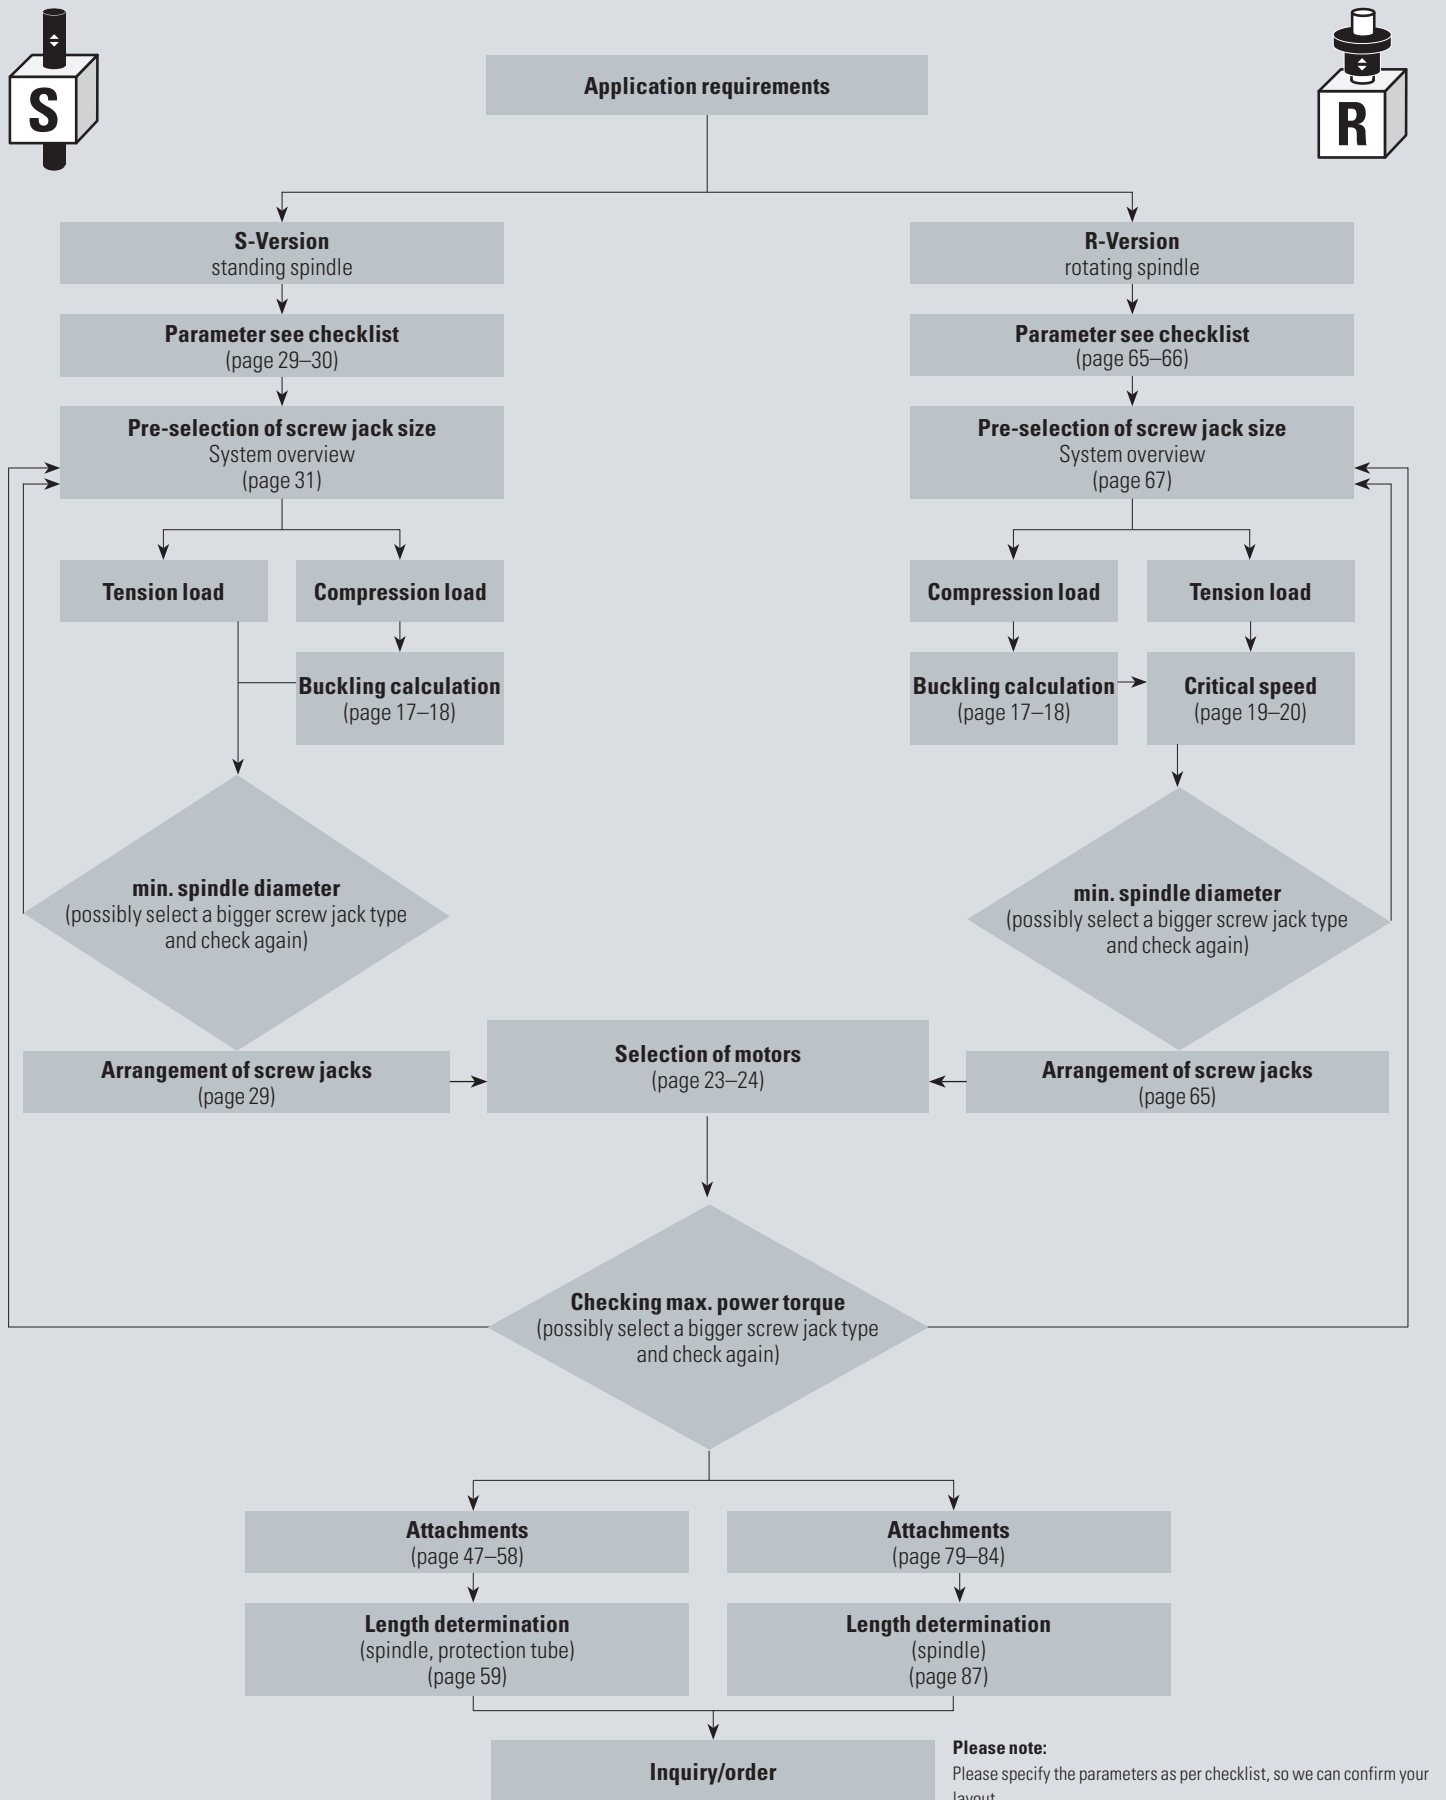 S
R
Application requirements
S-Version
standing spindle
R-Version
rotating spindle
Parameter see checklist
(page 29–30)
Parameter see checklist
(page 65–66)
Pre-selection of screw jack size
System overview
(page 31)
Pre-selection of screw jack size
System overview
(page 67)
Tension load
Compression load
Compression load
Tension load
Buckling calculation
(page 17–18)
Buckling calculation
(page 17–18)
Critical speed
(page 19–20)
min. spindle diameter
(possibly select a bigger screw jack type
and check again)
min. spindle diameter
(possibly select a bigger screw jack type
and check again)
Arrangement of screw jacks
(page 29)
Selection of motors
(page 23–24)
Arrangement of screw jacks
(page 65)
Checking max. power torque
(possibly select a bigger screw jack type
and check again)
Attachments
(page 47–58)
Attachments
(page 79–84)
Length determination
(spindle, protection tube)
(page 59)
Length determination
(spindle)
(page 87)
Inquiry/order
Please note:
Please specify the parameters as per checklist, so we can confirm your
layout